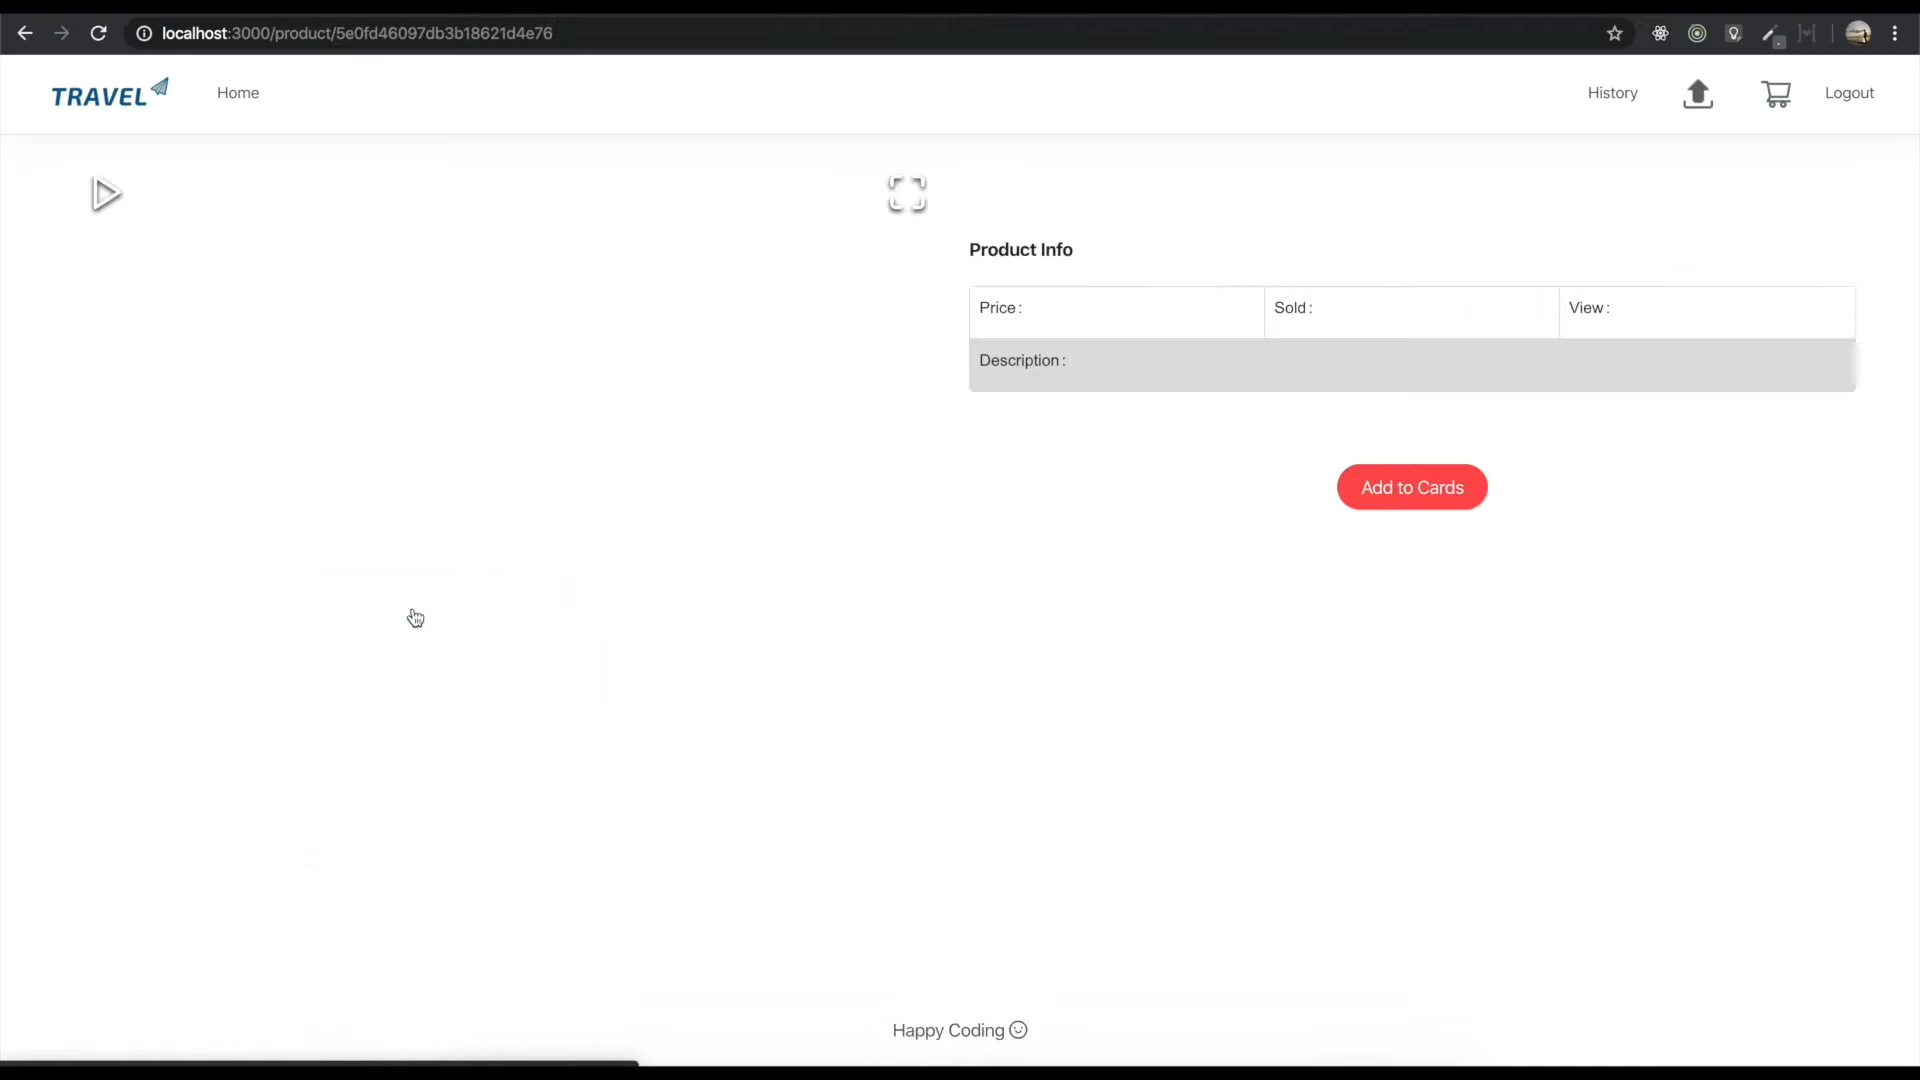 localhost:3000/product/5e0fd46097db3b18621d4e76
TRAVEL Home History Logout
Product Info
Price : Sold : View :
Description :
Add to Cards
Happy Coding